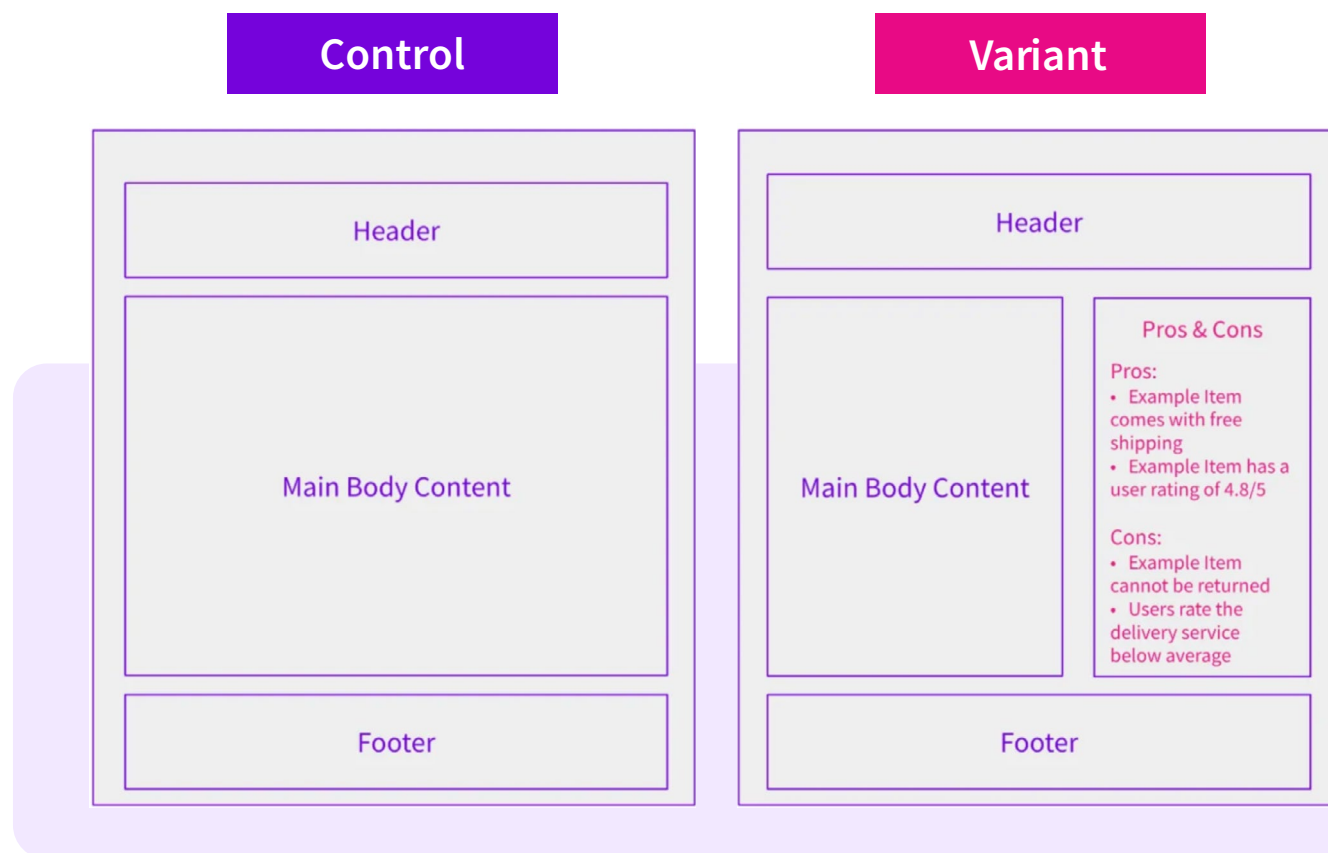 Control
Header
Main Body Content
Footer
Variant
Header
Main Body Content
Pros & Cons
Pros:
• Example Item
comes with free
shipping
• Example Item has a
user rating of 4.8/5
Cons:
• Example Item
cannot be returned
• Users rate the
delivery service
below average
Footer